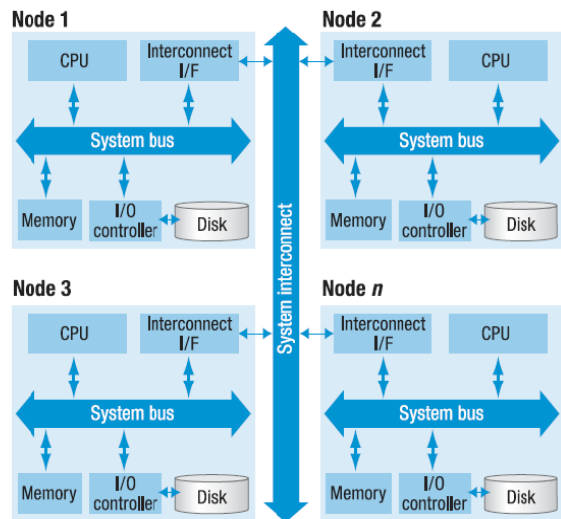 Node 1
CPU
Interconnect
I/F
System bus
Memory
I/O
controller
Disk
Node 2
Interconnect
I/F
CPU
System bus
Memory
I/O
controller
Disk
System interconnect
Node 3
CPU
Interconnect
I/F
System bus
Memory
I/O
controller
Disk
Node n
Interconnect
I/F
CPU
System bus
Memory
I/O
controller
Disk